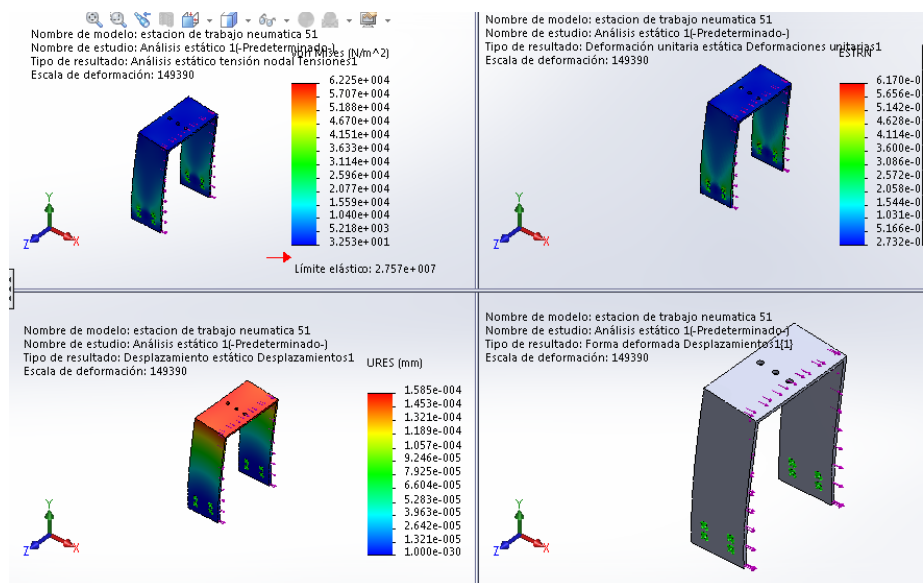 Nombre de modelo: estacion de trabajo neumatica 51
Nombre de estudio: Análisis estático 1(-Predeterminado-)
von Mises (N/m^2)
Tipo de resultado: Análisis estático tensión nodal Tensiones1
Escala de deformación: 149390
6.225e+004
5.707e+004
5.188e+004
4.670e+004
4.151e+004
3.633e+004
3.114e+004
2.596e+004
2.077e+004
1.559e+004
1.040e+004
5.218e+003
3.253e+001
Límite elástico: 2.757e+007
Y
Z
X
Nombre de modelo: estacion de trabajo neumatica 51
Nombre de estudio: Análisis estático 1(-Predeterminado-)
Tipo de resultado: Deformación unitaria estática Deformaciones unitarias1
ESTRN
Escala de deformación: 149390
6.170e-0
5.656e-0
5.142e-0
4.628e-0
4.114e-0
3.600e-0
3.086e-0
2.572e-0
2.058e-0
1.544e-0
1.031e-0
5.166e-0
2.732e-0
Y
Z
X
Nombre de modelo: estacion de trabajo neumatica 51
Nombre de estudio: Análisis estático 1(-Predeterminado-)
Tipo de resultado: Desplazamiento estático Desplazamientos1
Escala de deformación: 149390
URES (mm)
1.585e-004
1.453e-004
1.321e-004
1.189e-004
1.057e-004
9.246e-005
7.925e-005
6.604e-005
5.283e-005
3.963e-005
2.642e-005
1.321e-005
1.000e-030
Y
Z
X
Nombre de modelo: estacion de trabajo neumatica 51
Nombre de estudio: Análisis estático 1(-Predeterminado-)
Tipo de resultado: Forma deformada Desplazamientos1{1}
Escala de deformación: 149390
Y
Z
X